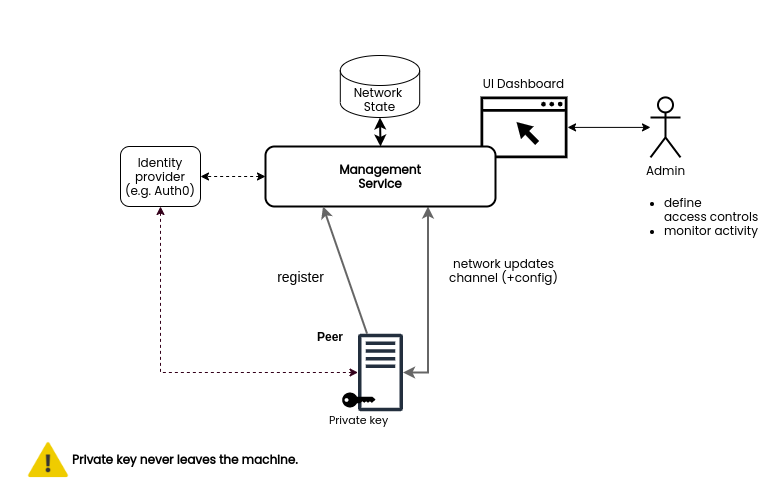 UI Dashboard
Network
State
Identity
provider
(e.g. Auth0)
Management
Service
Admin
define
access controls
monitor activity
register
network updates
channel (+config)
Peer
Private key
Private key never leaves the machine.